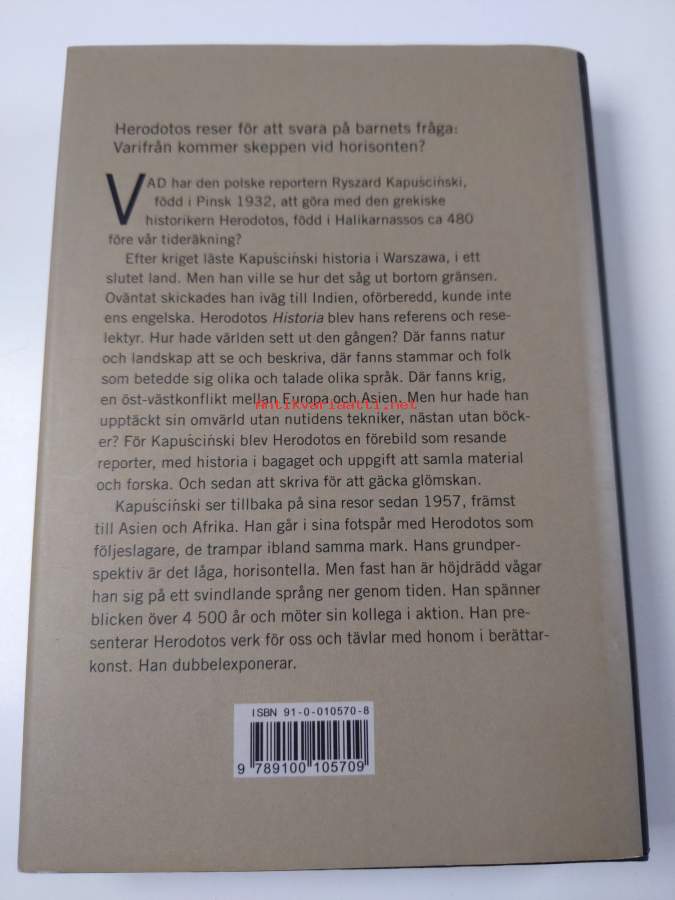 Herodotos reser för att svara på barnets fråga:
Varifrån kommer skeppen vid horisonten?
VAD har den polske reportern Ryszard Kapuściński,
född i Pinsk 1932, att göra med den grekiske
historikern Herodotos, född i Halikarnassos ca 480
före vår tideräkning?
Efter kriget läste Kapuściński historia i Warszawa, i ett
slutet land. Men han ville se hur det såg ut bortom gränsen.
Oväntat skickades han iväg till Indien, oförberedd, kunde inte
ens engelska. Herodotos Historia blev hans referens och rese-
lektyr. Hur hade världen sett ut den gången? Där fanns natur
och landskap att se och beskriva, där fanns stammar och folk
som betedde sig olika och talade olika språk. Där fanns krig,
en öst-västkonflikt mellan Europa och Asien. Men hur hade han
Antikvariaatti.net
upptäckt sin omvärld utan nutidens tekniker, nästan utan böck-
er? För Kapuściński blev Herodotos en förebild som resande
reporter, med historia i bagaget och uppgift att samla material
och forska. Och sedan att skriva för att gäcka glömskan.
Kapuściński ser tillbaka på sina resor sedan 1957, främst
till Asien och Afrika. Han går i sina fotspår med Herodotos som
följeslagare, de trampar ibland samma mark. Hans grundper-
spektiv är det låga, horisontella. Men fast han är höjdrädd vågar
han sig på ett svindlande språng ner genom tiden. Han spänner
blicken över 4 500 år och möter sin kollega i aktion. Han pre-
senterar Herodotos verk för oss och tävlar med honom i berättar-
konst. Han dubbelexponerar.
ISBN 91-0-010570-8
9 789100 105709